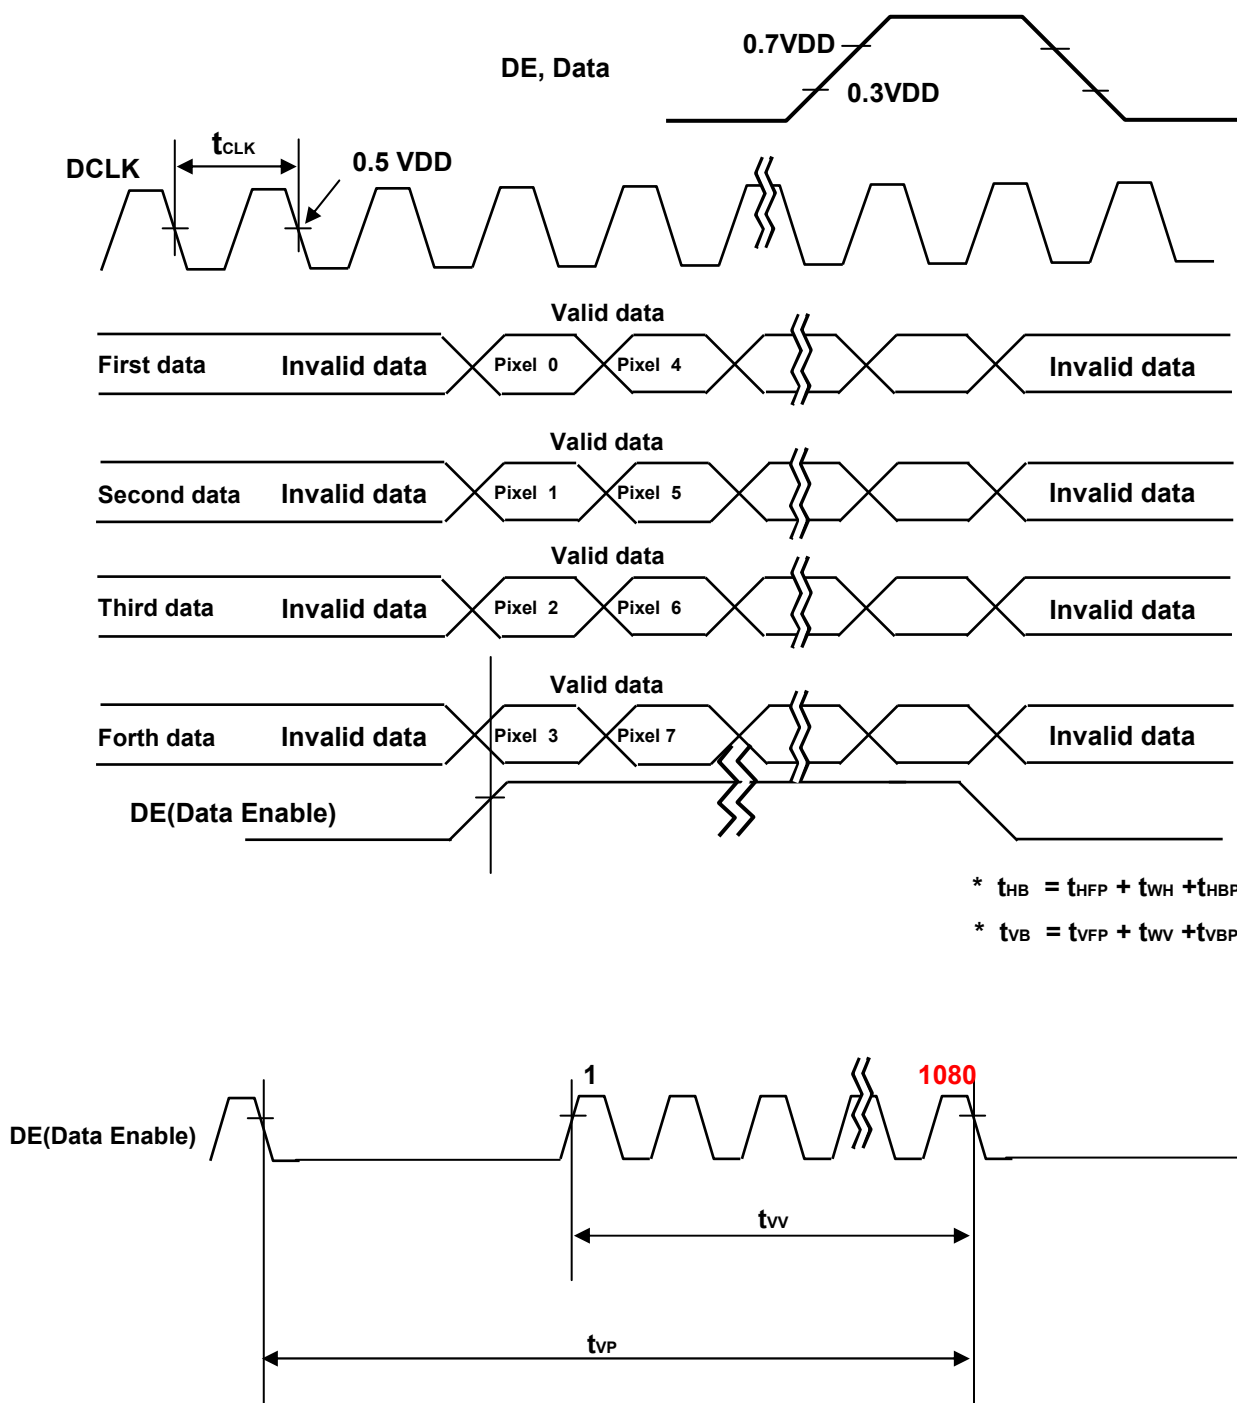 0.7VDD
DE, Data
0.3VDD
tCLK
DCLK
0.5 VDD
Valid data
First data Invalid data Pixel 0 Pixel 4 Invalid data
Valid data
Second data Invalid data Pixel 1 Pixel 5 Invalid data
Valid data
Third data Invalid data Pixel 2 Pixel 6 Invalid data
Valid data
Forth data Invalid data Pixel 3 Pixel 7 Invalid data
DE(Data Enable)
* tHB = tHFP + tWH +tHBP
* tVB = tVFP + tWV +tVBP
1 1080
DE(Data Enable)
tVV
tVP